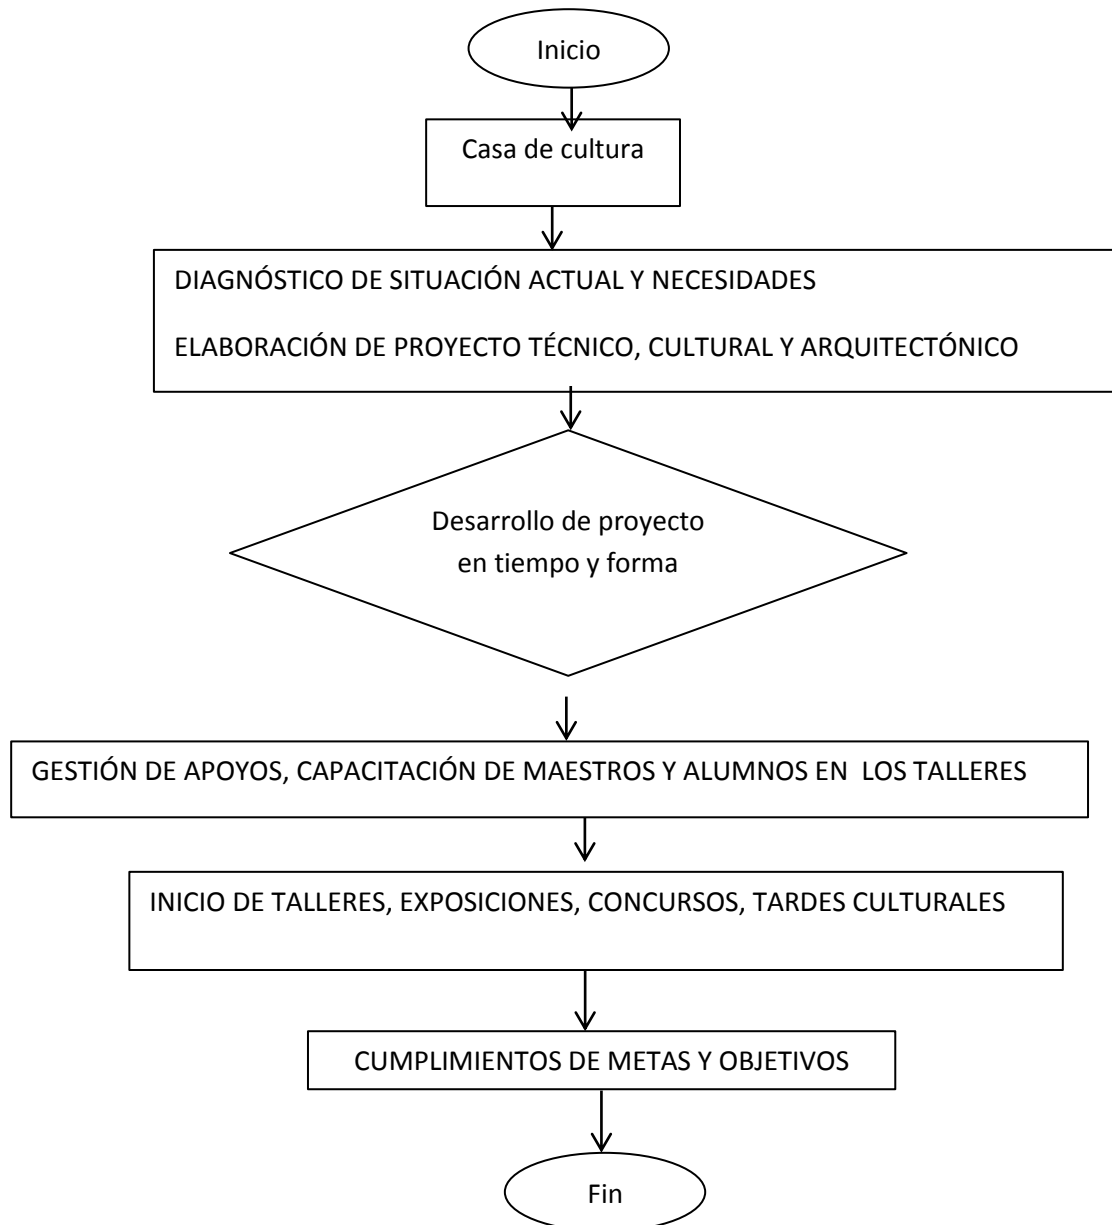 Inicio
Casa de cultura
DIAGNÓSTICO DE SITUACIÓN ACTUAL Y NECESIDADES
ELABORACIÓN DE PROYECTO TÉCNICO, CULTURAL Y ARQUITECTÓNICO
Desarrollo de proyecto
en tiempo y forma
GESTIÓN DE APOYOS, CAPACITACIÓN DE MAESTROS Y ALUMNOS EN  LOS TALLERES
INICIO DE TALLERES, EXPOSICIONES, CONCURSOS, TARDES CULTURALES
CUMPLIMIENTOS DE METAS Y OBJETIVOS
Fin